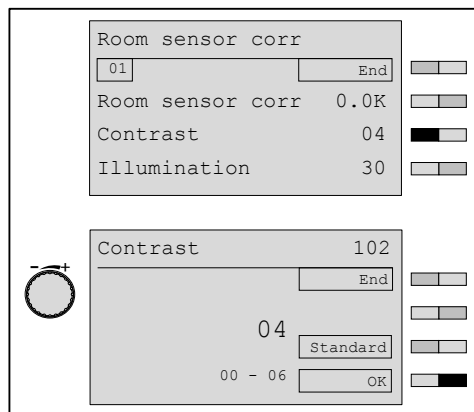 Room sensor corr
01 End
Room sensor corr 0.0K
Contrast 04
Illumination 30
Contrast 102
End
- +
04
Standard
00 - 06 OK